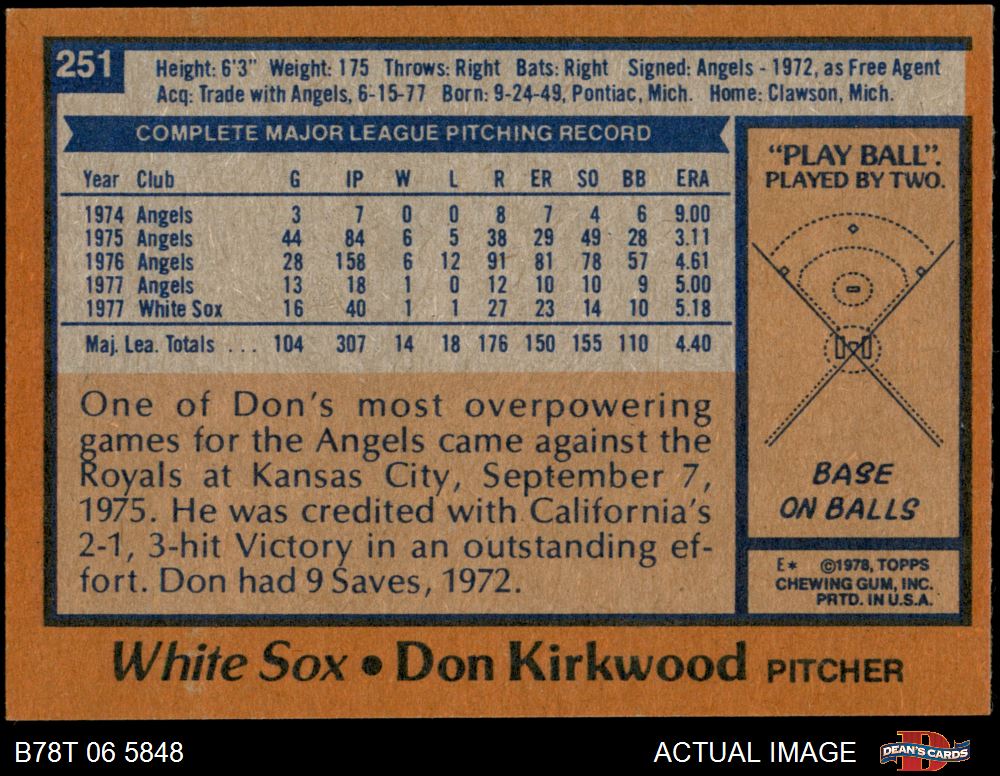 251
Height: 6'3" Weight: 175 Throws: Right Bats: Right Signed: Angels - 1972, as Free Agent
Acq: Trade with Angels, 6-15-77 Born: 9-24-49, Pontiac, Mich. Home: Clawson, Mich.
COMPLETE MAJOR LEAGUE PITCHING RECORD
Year Club G IP W L R ER SO BB ERA
1974 Angels 3 7 0 0 8 7 4 6 9.00
1975 Angels 44 84 6 5 38 29 49 28 3.11
1976 Angels 28 158 6 12 91 81 78 57 4.61
1977 Angels 13 18 1 0 12 10 10 9 5.00
1977 White Sox 16 40 1 1 27 23 14 10 5.18
Maj. Lea. Totals ... 104 307 14 18 176 150 155 110 4.40
One of Don's most overpowering
games for the Angels came against the
Royals at Kansas City, September 7,
1975. He was credited with California's
2-1, 3-hit Victory in an outstanding ef-
fort. Don had 9 Saves, 1972.
"PLAY BALL".
PLAYED BY TWO.
BASE
ON BALLS
E* ©1978, TOPPS
CHEWING GUM, INC.
PRTD. IN U.S.A.
White Sox • Don Kirkwood PITCHER
B78T 06 5848 ACTUAL IMAGE DEAN'S CARDS